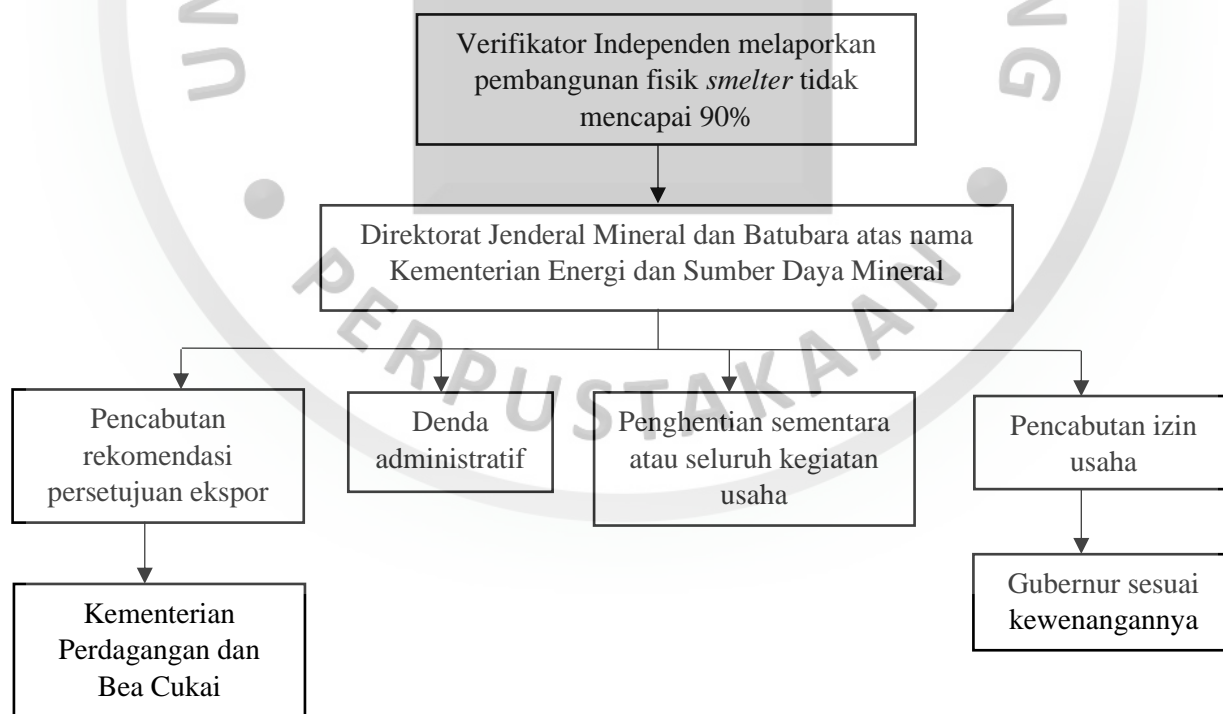 Verifikator Independen melaporkan
pembangunan fisik smelter tidak
mencapai 90%
Direktorat Jenderal Mineral dan Batubara atas nama
Kementerian Energi dan Sumber Daya Mineral
Pencabutan
rekomendasi
persetujuan ekspor
Denda
administratif
Penghentian sementara
atau seluruh kegiatan
usaha
Pencabutan izin
usaha
Kementerian
Perdagangan dan
Bea Cukai
Gubernur sesuai
kewenangannya
PERPUSTAKAAN